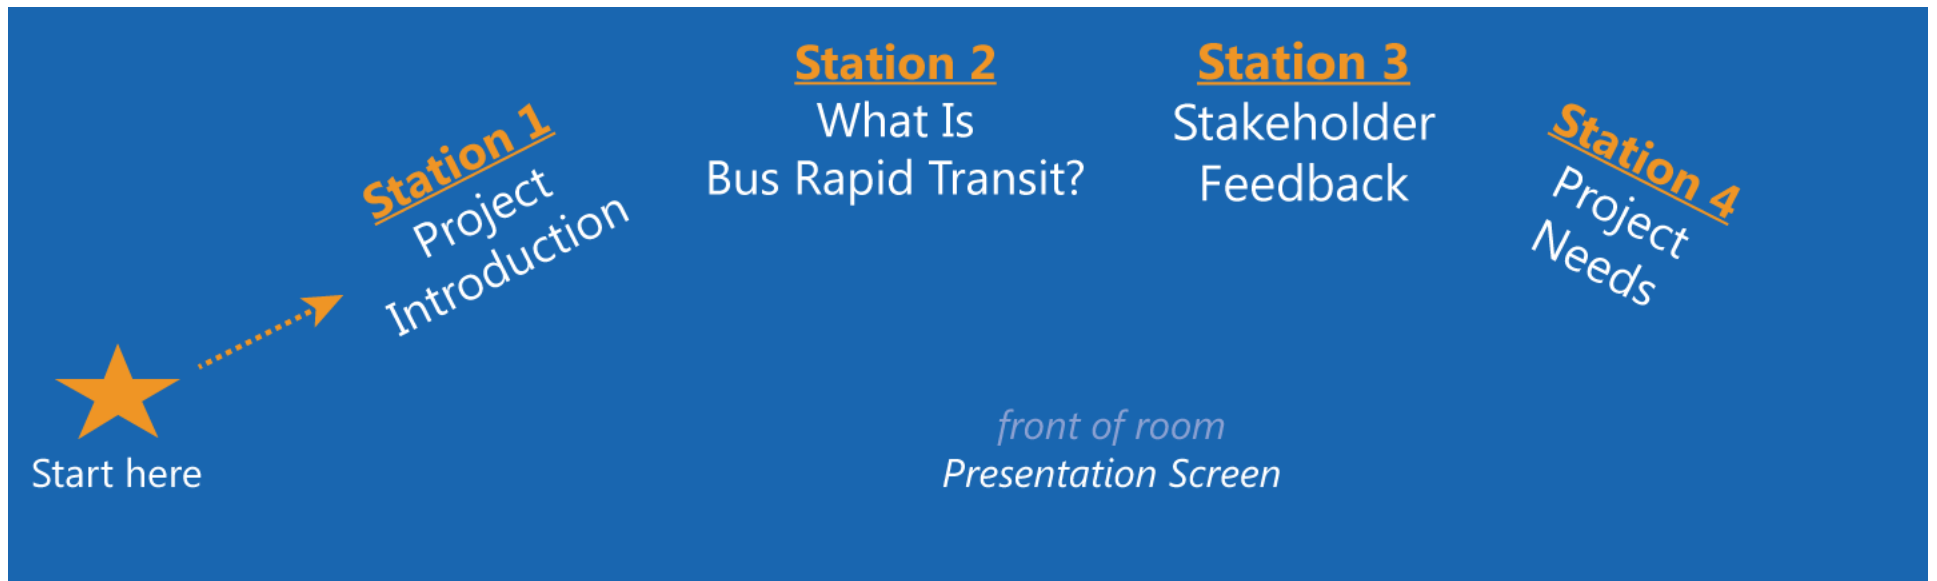 Station 1
Project
Introduction
Station 2
What Is
Bus Rapid Transit?
Station 3
Stakeholder
Feedback
Station 4
Project
Needs
Start here
front of room
Presentation Screen